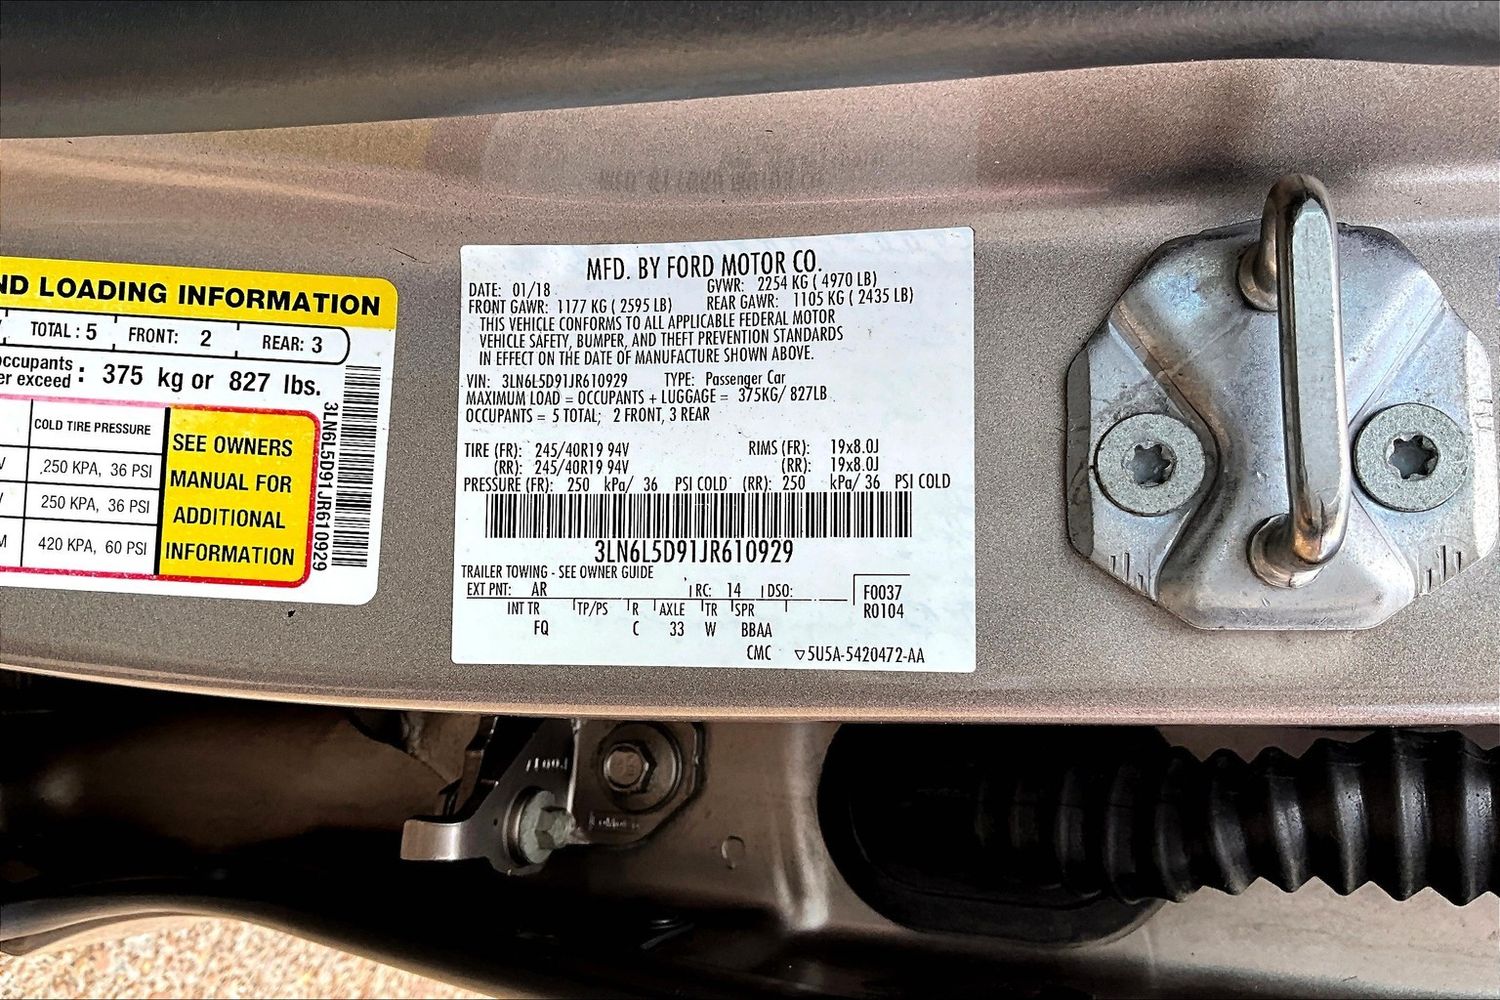 ND LOADING INFORMATION
TOTAL : 5 FRONT: 2 REAR: 3
occupants
er exceed : 375 kg or 827 lbs.
COLD TIRE PRESSURE
250 KPA, 36 PSI
250 KPA, 36 PSI
420 KPA, 60 PSI
SEE OWNERS
MANUAL FOR
ADDITIONAL
INFORMATION
3LN6L5D91JR610929
MFD. BY FORD MOTOR CO.
DATE: 01/18 GVWR: 2254 KG ( 4970 LB)
FRONT GAWR: 1177 KG ( 2595 LB) REAR GAWR: 1105 KG ( 2435 LB)
THIS VEHICLE CONFORMS TO ALL APPLICABLE FEDERAL MOTOR
VEHICLE SAFETY, BUMPER, AND THEFT PREVENTION STANDARDS
IN EFFECT ON THE DATE OF MANUFACTURE SHOWN ABOVE.
VIN: 3LN6L5D91JR610929 TYPE: Passenger Car
MAXIMUM LOAD = OCCUPANTS + LUGGAGE = 375KG/ 827LB
OCCUPANTS = 5 TOTAL; 2 FRONT, 3 REAR
TIRE (FR): 245/40R19 94V RIMS (FR): 19x8.0J
(RR): 245/40R19 94V (RR): 19x8.0J
PRESSURE (FR): 250 kPa/ 36 PSI COLD (RR): 250 kPa/ 36 PSI COLD
3LN6L5D91JR610929
TRAILER TOWING - SEE OWNER GUIDE
EXT PNT: AR RC: 14 DSO: F0037
INT TR TP/PS R AXLE TR SPR R0104
FQ C 33 W BBAA
CMC ▽5U5A-5420472-AA